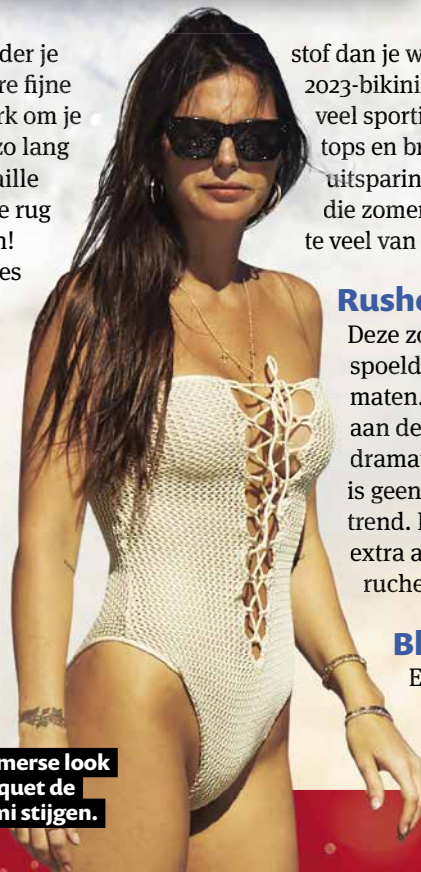 der je
re fijne
rk om je
zo lang
aille
e rug
n!
es
stof dan je w
2023-bikini
veel sporti
tops en br
uitsparin
die zomer
te veel van
Rushe
Deze zo
spoeld
maten.
aan de
drama
is geen
trend. I
extra a
ruche
Bl
E
merse look
quet de
mi stijgen.